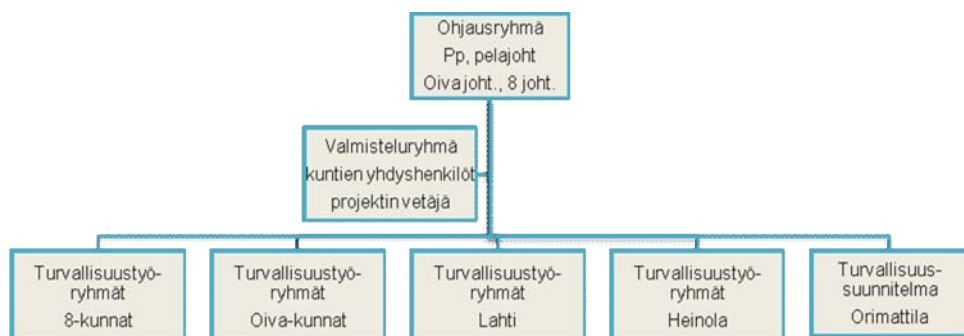 Ohjausryhmä
Pp, pelajoht
Oiva joht., 8 joht.
Valmisteluryhmä
kuntien yhdyshenkilöt
projektin vetäjä
Turvallisuustyö-
ryhmät
8-kunnat
Turvallisuustyö-
ryhmät
Oiva-kunnat
Turvallisuustyö-
ryhmät
Lahti
Turvallisuustyö-
ryhmät
Heinola
Turvallisuus-
suunnitelma
Orimattila